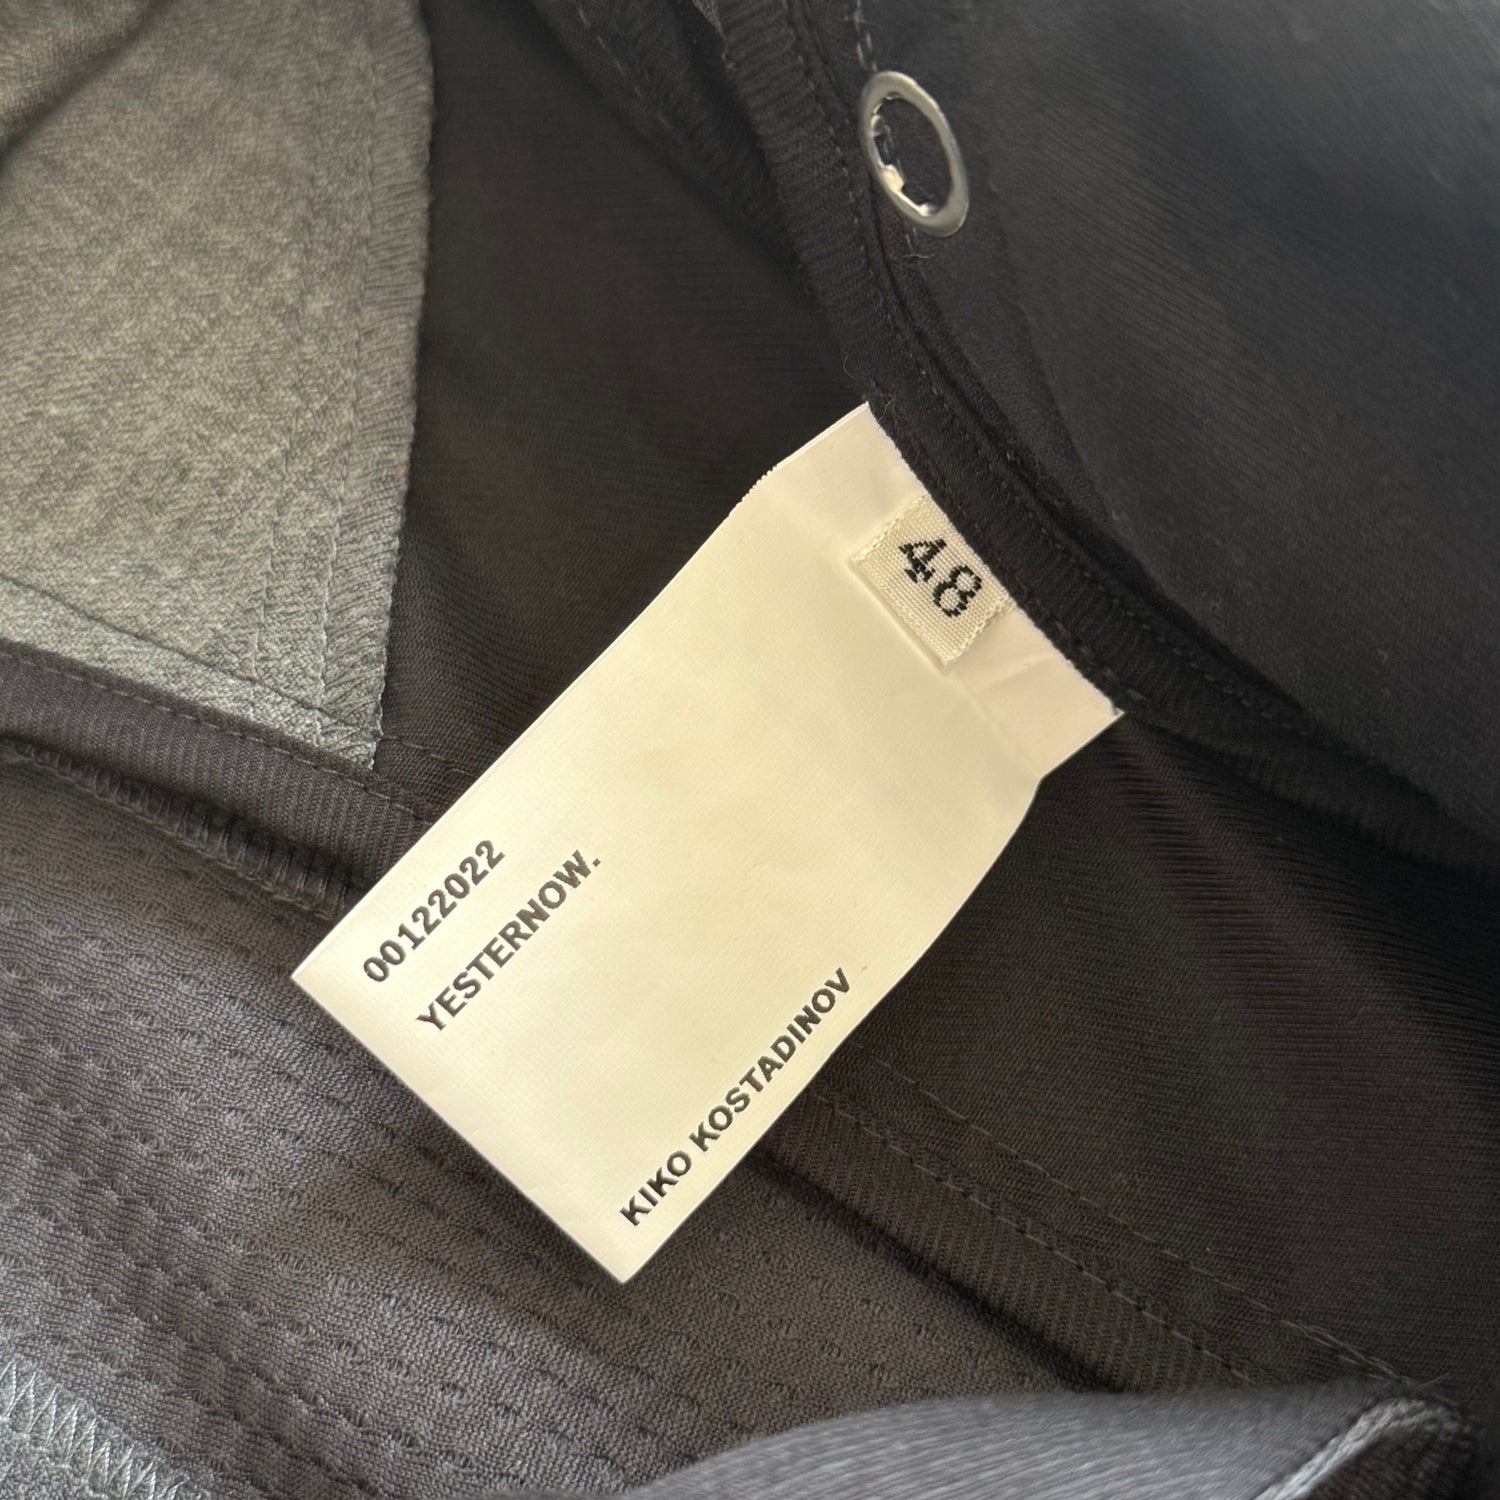 48
00122022
YESTERNOW.
KIKO KOSTADINOV